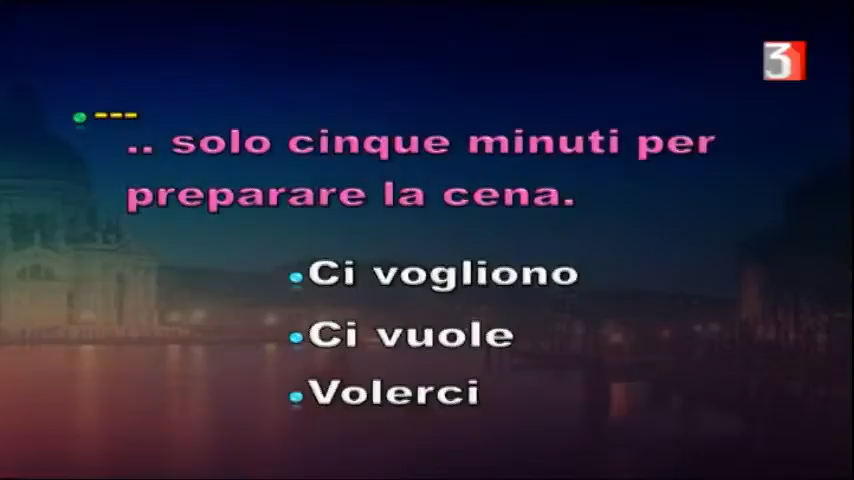 3
---
.. solo cinque minuti per
preparare la cena.
Ci vogliono
Ci vuole
Volerci